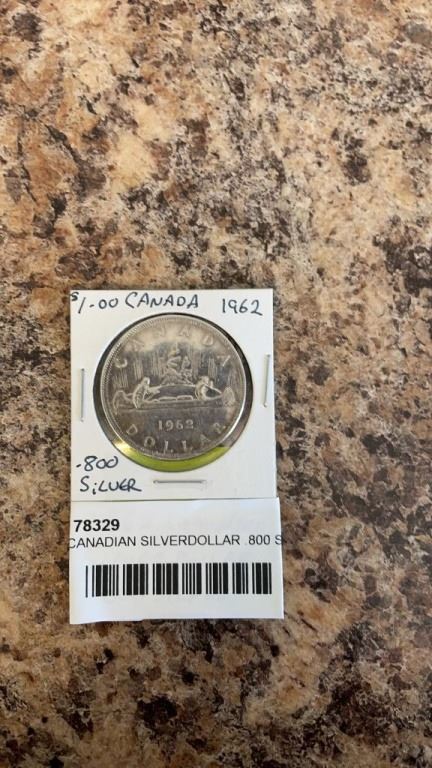 $1.00 CANADA 1962
CANADA
1962
DOLLAR
.800
SILVER
78329
CANADIAN SILVERDOLLAR .800 S